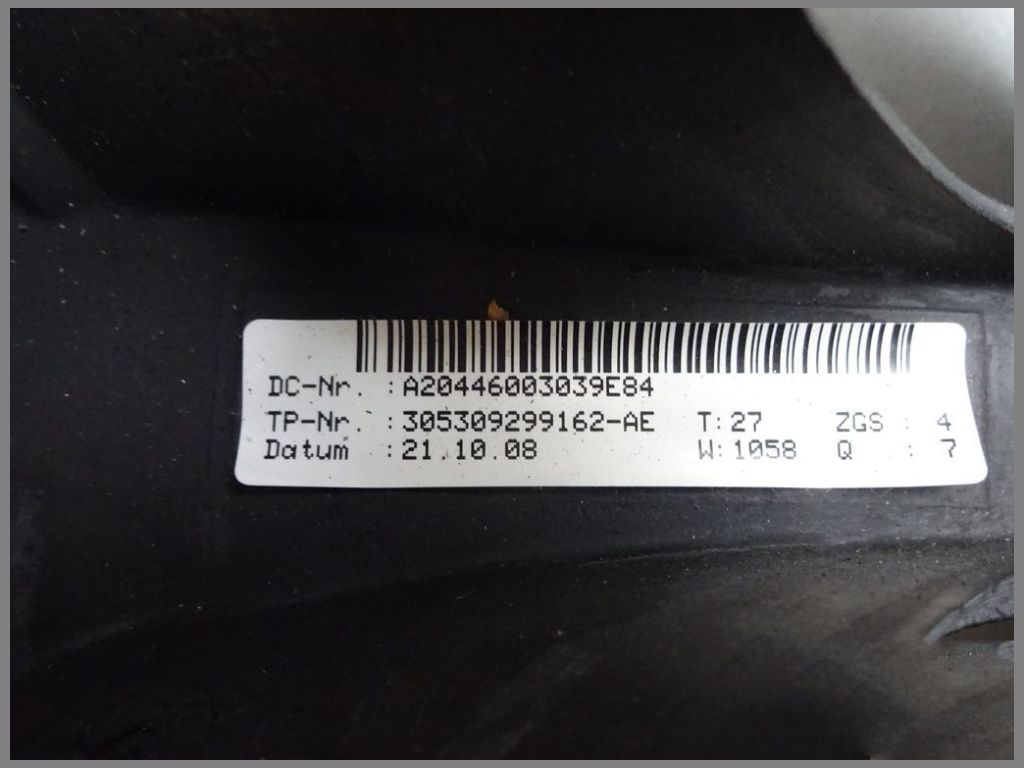 DC-Nr. : A20446003039E84
TP-Nr. : 305309299162-AE T: 27 ZGS : 4
Datum : 21.10.08 W: 1058 Q : 7